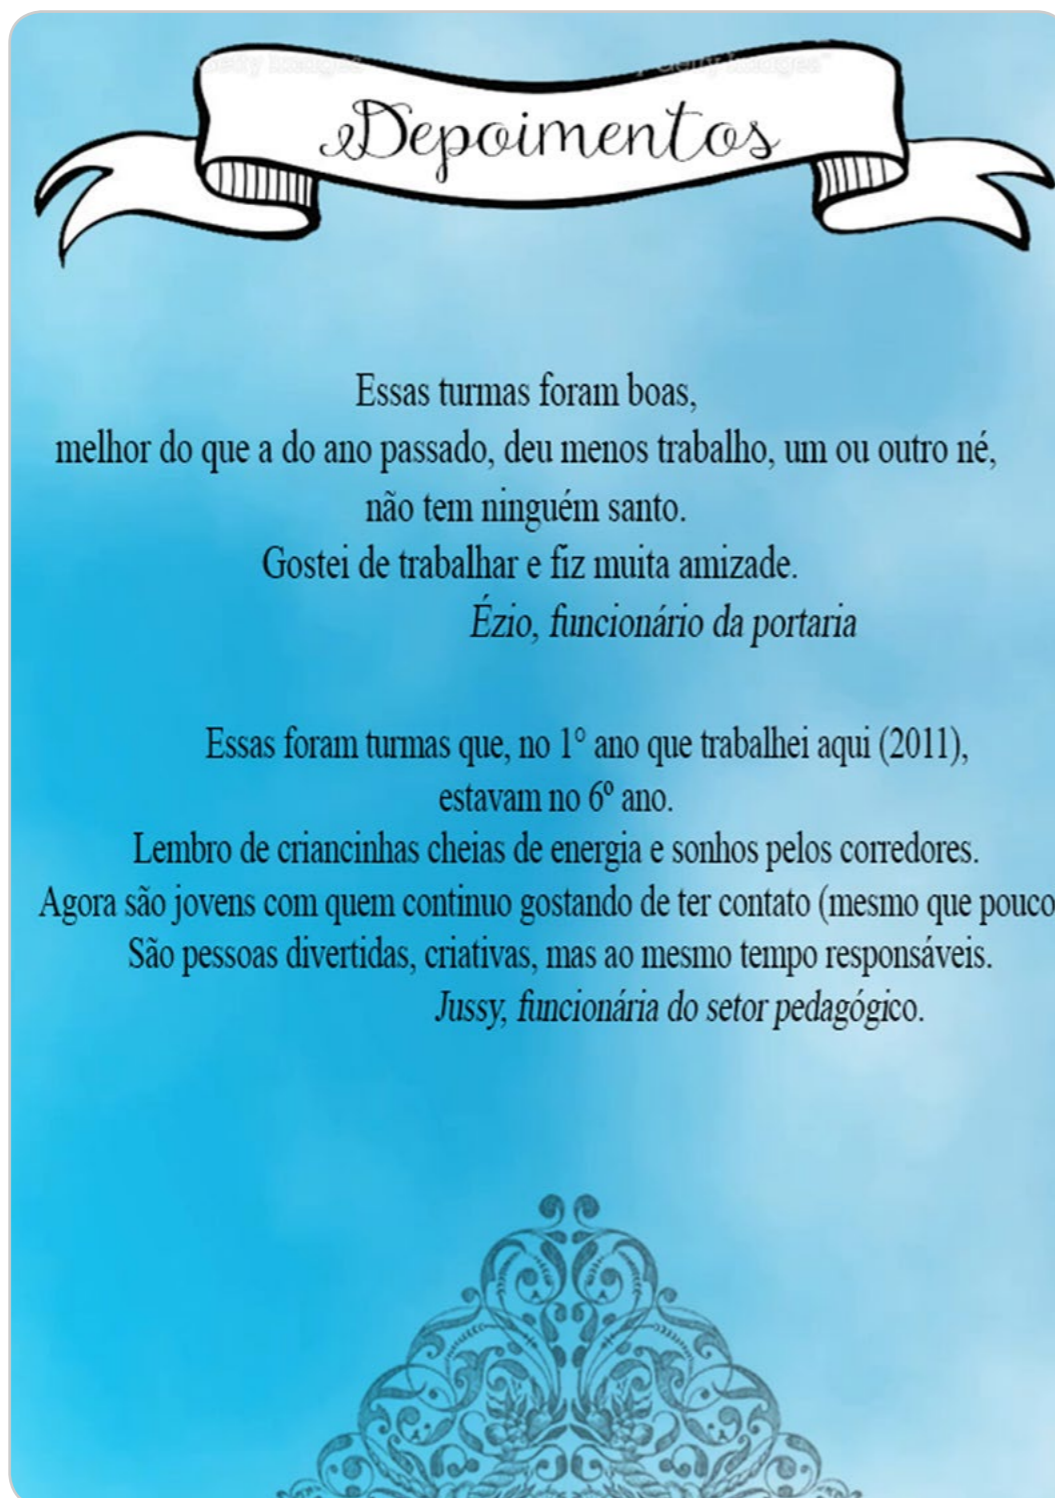 Getty Images
Getty Images
Depoimentos
Essas turmas foram boas,
melhor do que a do ano passado, deu menos trabalho, um ou outro né,
não tem ninguém santo.
Gostei de trabalhar e fiz muita amizade.
Ézio, funcionário da portaria
Essas foram turmas que, no 1° ano que trabalhei aqui (2011),
estavam no 6º ano.
Lembro de criancinhas cheias de energia e sonhos pelos corredores.
Agora são jovens com quem continuo gostando de ter contato (mesmo que pouco
São pessoas divertidas, criativas, mas ao mesmo tempo responsáveis.
Jussy, funcionária do setor pedagógico.